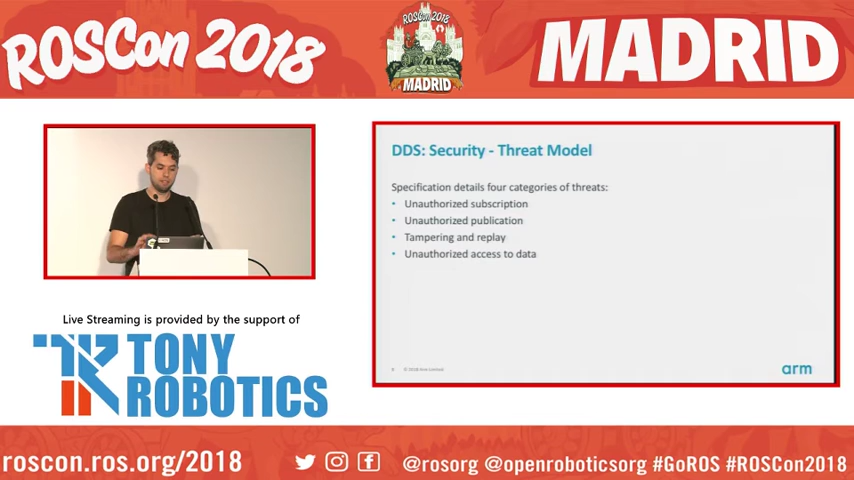 ROSCon 2018
ROSCon 2018
MADRID
MADRID
DDS: Security - Threat Model
Specification details four categories of threats:
• Unauthorized subscription
• Unauthorized publication
• Tampering and replay
• Unauthorized access to data
arm
Live Streaming is provided by the support of
TONY
ROBOTICS
roscon.ros.org/2018
@rosorg @openroboticsorg #GoROS #ROSCon2018